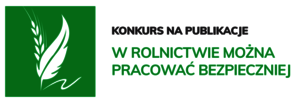 KONKURS NA PUBLIKACJE
W ROLNICTWIE MOŻNA
PRACOWAĆ BEZPIECZNIEJ